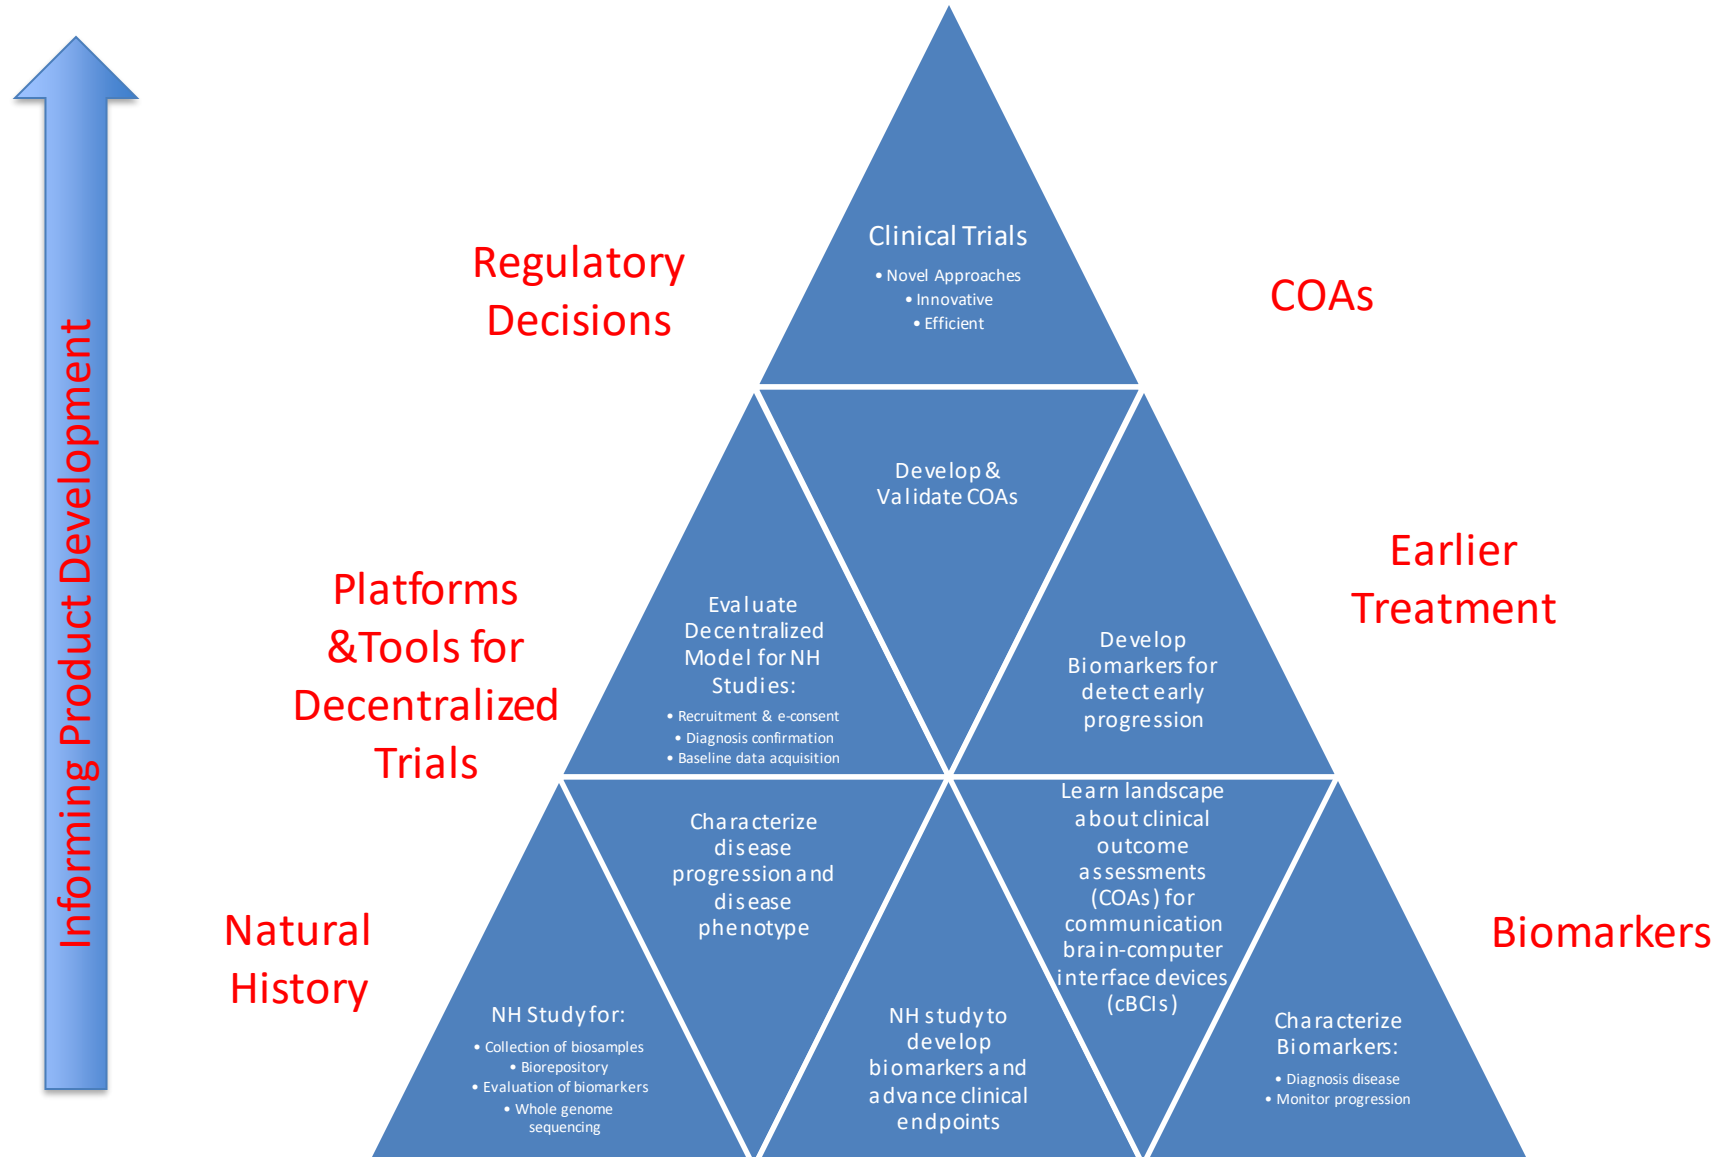 Informing Product Development
Regulatory
Decisions
Clinical Trials
• Novel Approaches
• Innovative
• Efficient
COAs
Develop &
Validate COAs
Platforms
&Tools for
Decentralized
Trials
Evaluate
Decentralized
Model for NH
Studies:
• Recruitment & e-consent
• Diagnosis confirmation
• Baseline data acquisition
Develop
Biomarkers for
detect early
progression
Earlier
Treatment
Natural
History
NH Study for:
• Collection of biosamples
• Biorepository
• Evaluation of biomarkers
• Whole genome
sequencing
Characterize
disease
progression and
disease
phenotype
NH study to
develop
biomarkers and
advance clinical
endpoints
Learn landscape
about clinical
outcome
assessments
(COAs) for
communication
brain-computer
interface devices
(cBCIs)
Characterize
Biomarkers:
• Diagnosis disease
• Monitor progression
Biomarkers